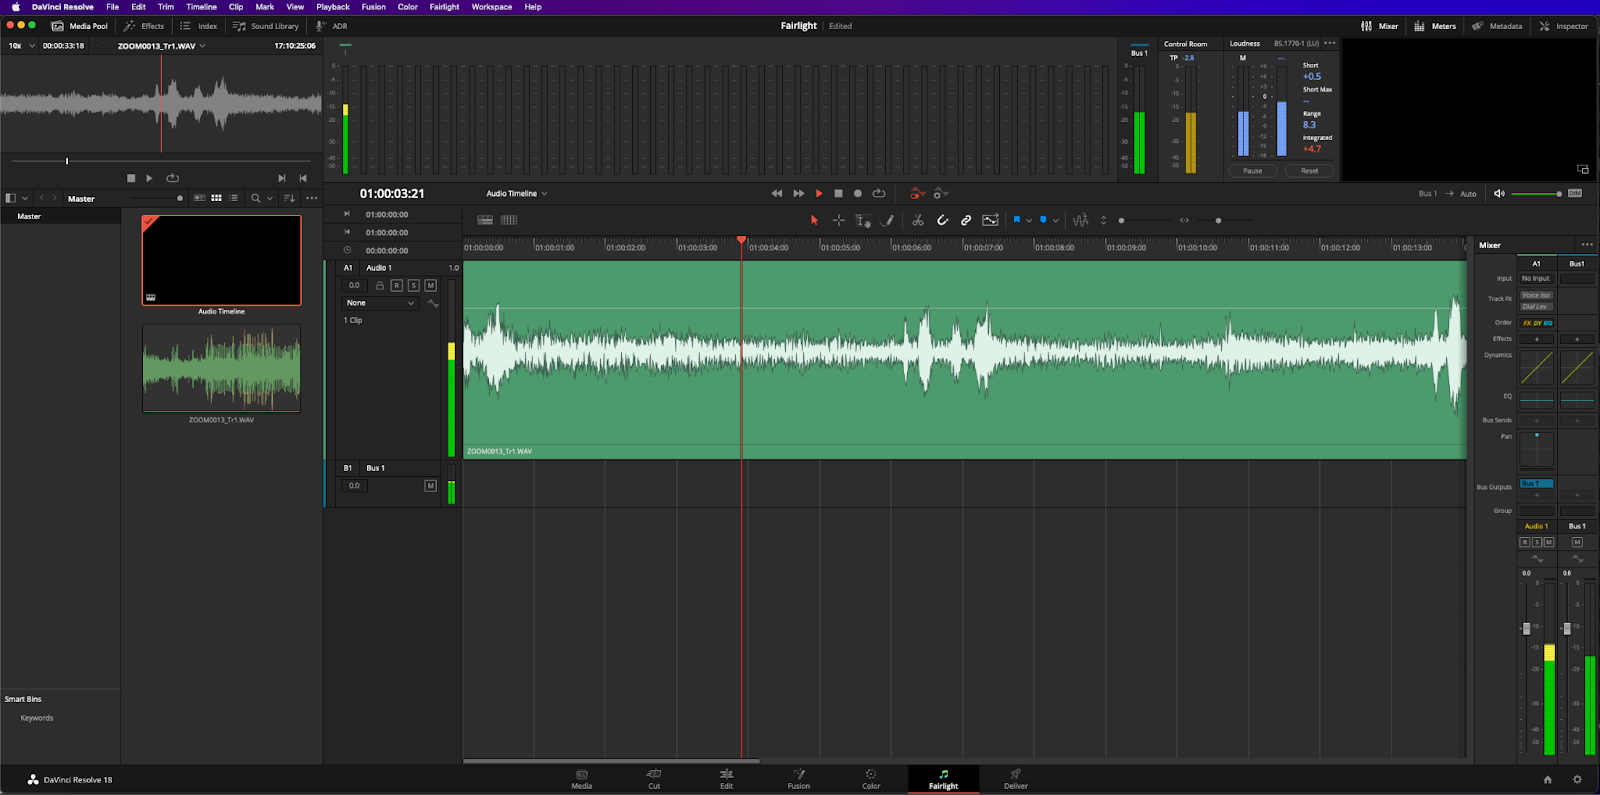 DaVinci Resolve File Edit Trim Timeline Clip Mark View Playback Fusion Color Fairlight Workspace Help
Media Pool Effects Index Sound Library ADR Fairlight Edited Mixer Meters Metadata Inspector
10x 00:00:33:18 ZOOM0013_Tr1.WAV 17:10:25:06
1 Bus 1 Control Room Loudness BS.1770-1 (LU)
TP -2.8 M
Short
+0.5
Short Max
--
Range
8.3
Integrated
+4.7
Pause Reset
Master
Master
Audio Timeline
ZOOM0013_Tr1.WAV
Smart Bins
Keywords
01:00:03:21 Audio Timeline Bus 1 Auto DIM
01:00:00:00
01:00:00:00
00:00:00:00
01:00:00:00 01:00:01:00 01:00:02:00 01:00:03:00 01:00:04:00 01:00:05:00 01:00:06:00 01:00:07:00 01:00:08:00 01:00:09:00 01:00:10:00 01:00:11:00 01:00:12:00 01:00:13:00
A1 Audio 1 1.0
0.0 R S M
None
1 Clip
ZOOM0013_Tr1.WAV
B1 Bus 1
0.0 M
Mixer
A1 Bus1
Input No Input
Track FX Voice Iso
Dial Lev
Order FX DY EQ
Effects
Dynamics
EQ
Bus Sends
Pan
Bus Outputs Bus 1
Group
Audio 1 Bus 1
R S M M
0.0 0.0
DaVinci Resolve 18
Media Cut Edit Fusion Color Fairlight Deliver